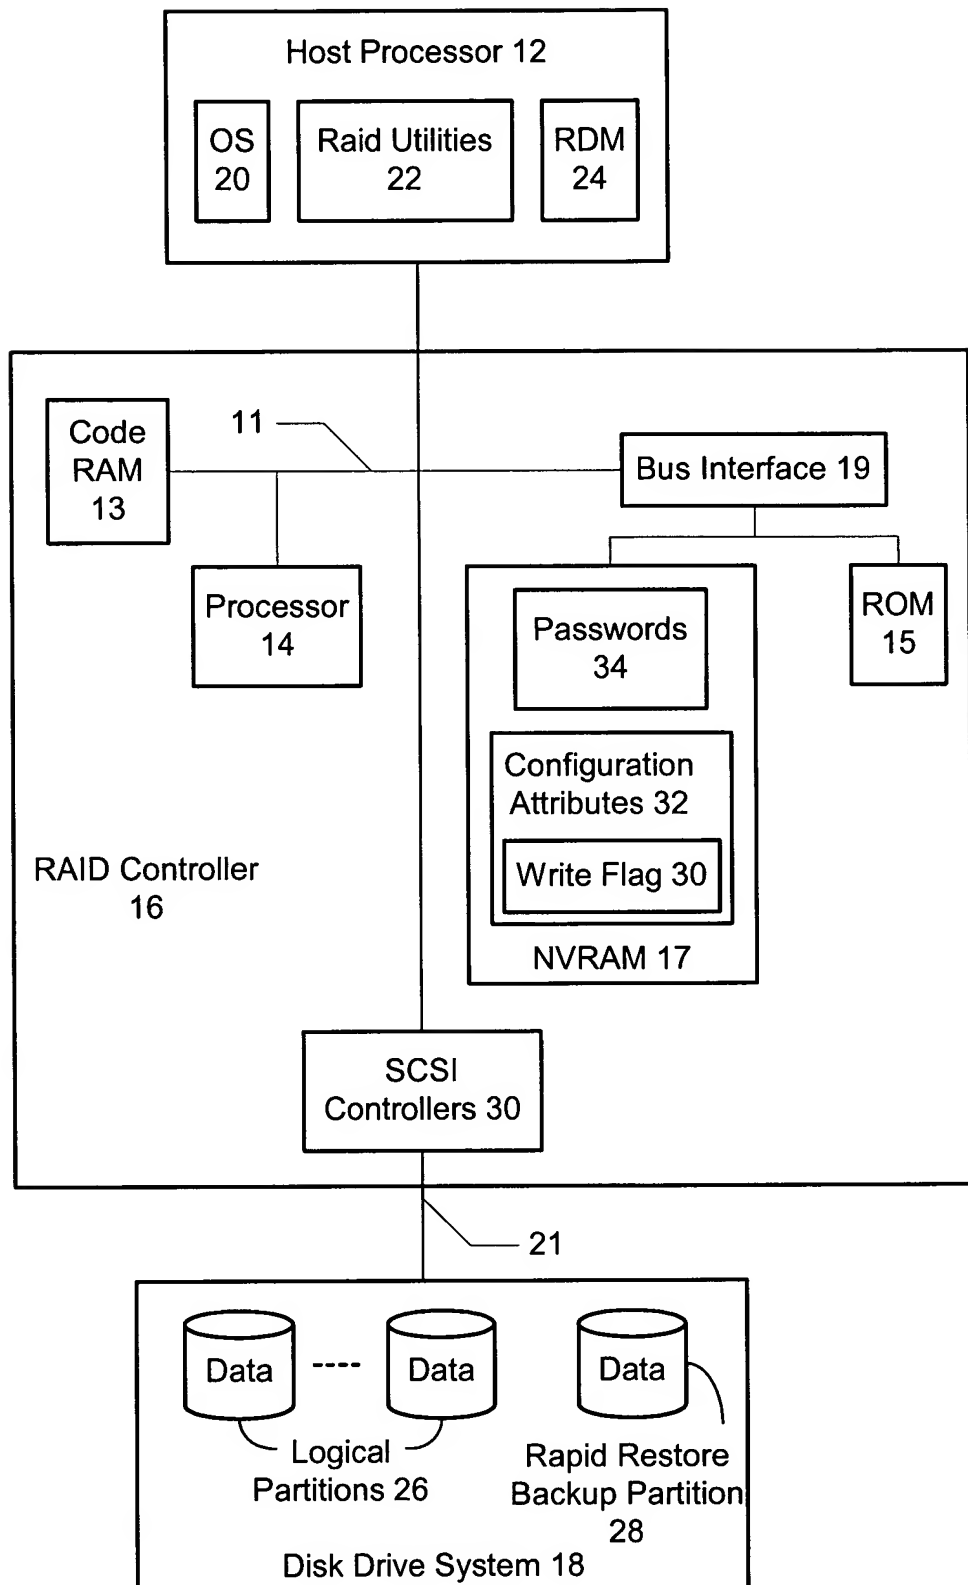 Host Processor 12
OS
20
Raid Utilities
22
RDM
24
Code
RAM
13
11
Bus Interface 19
Processor
14
Passwords
34
ROM
15
Configuration
Attributes 32
Write Flag 30
NVRAM 17
RAID Controller
16
SCSI
Controllers 30
21
Data
----
Data
Data
Logical
Partitions 26
Rapid Restore
Backup Partition
28
Disk Drive System 18